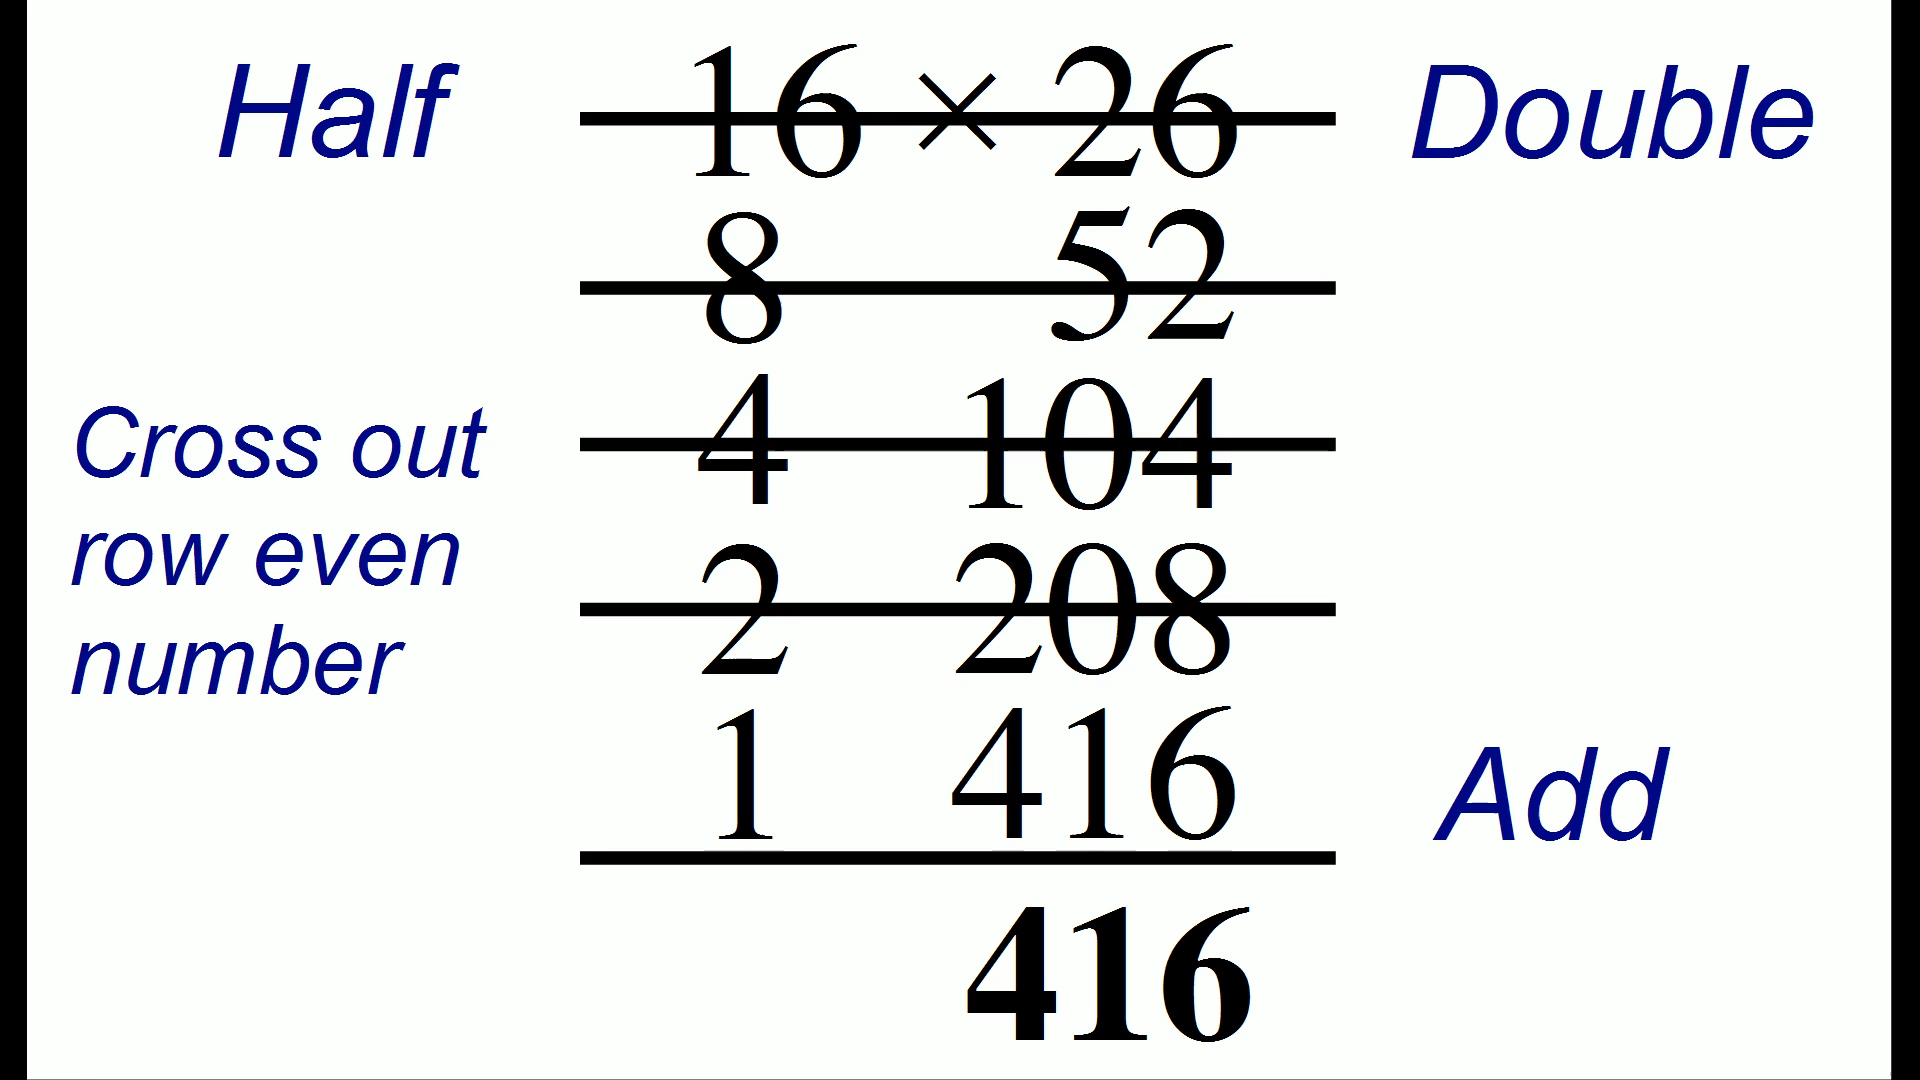 Half 16 × 26 Double
8 52
4 104
Cross out
row even
number
2 208
1 416
Add
416